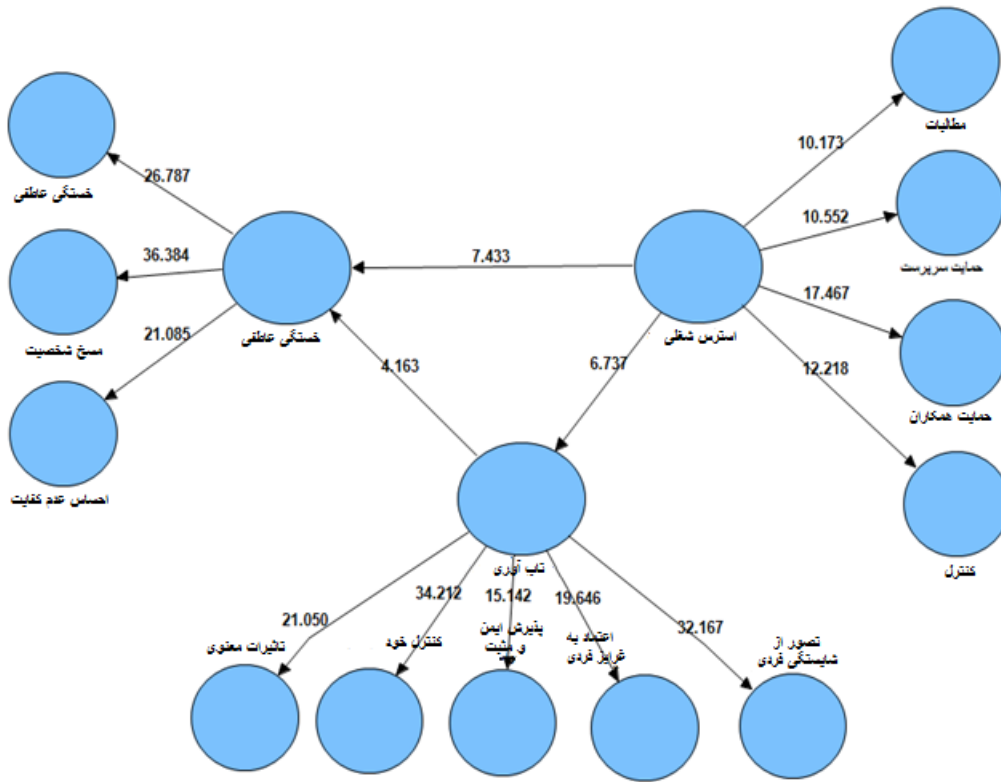 مطالبات
10.173
خستگی عاطفی
26.787
10.552
حمایت سرپرست
36.384
7.433
17.467
مسخ شخصیت
خستگی عاطفی
استرس شغلی
21.085
4.163
6.737
12.218
حمایت همکاران
احساس عدم کفایت
تاب آوری
کنترل
21.050
34.212
15.142
19.646
32.167
تاثیرات معنوی
کنترل خود
پذیرش ایمن
و مثبت
اعتماد به
غرایز فردی
تصور از
شایستگی فردی